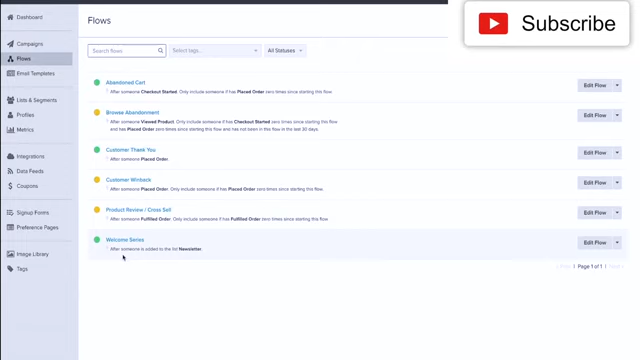 Dashboard
Campaigns
Flows
Email Templates
Lists & Segments
Profiles
Metrics
Integrations
Data Feeds
Coupons
Signup Forms
Preference Pages
Image Library
Tags
Flows
Subscribe
Search flows
Select tags...
All Statuses
Abandoned Cart
After someone Checkout Started. Only include someone if has Placed Order zero times since starting this flow.
Edit Flow
Browse Abandonment
After someone Viewed Product. Only include someone if has Checkout Started zero times since starting this flow
and has Placed Order zero times since starting this flow and has not been in this flow in the last 30 days.
Edit Flow
Customer Thank You
After someone Placed Order.
Edit Flow
Customer Winback
After someone Placed Order. Only include someone if has Placed Order zero times since starting this flow.
Edit Flow
Product Review / Cross Sell
After someone Fulfilled Order. Only include someone if has Fulfilled Order zero times since starting this flow
Edit Flow
Welcome Series
After someone is added to the list Newsletter.
Edit Flow
‹ Prev | Page 1 of 1 | Next ›